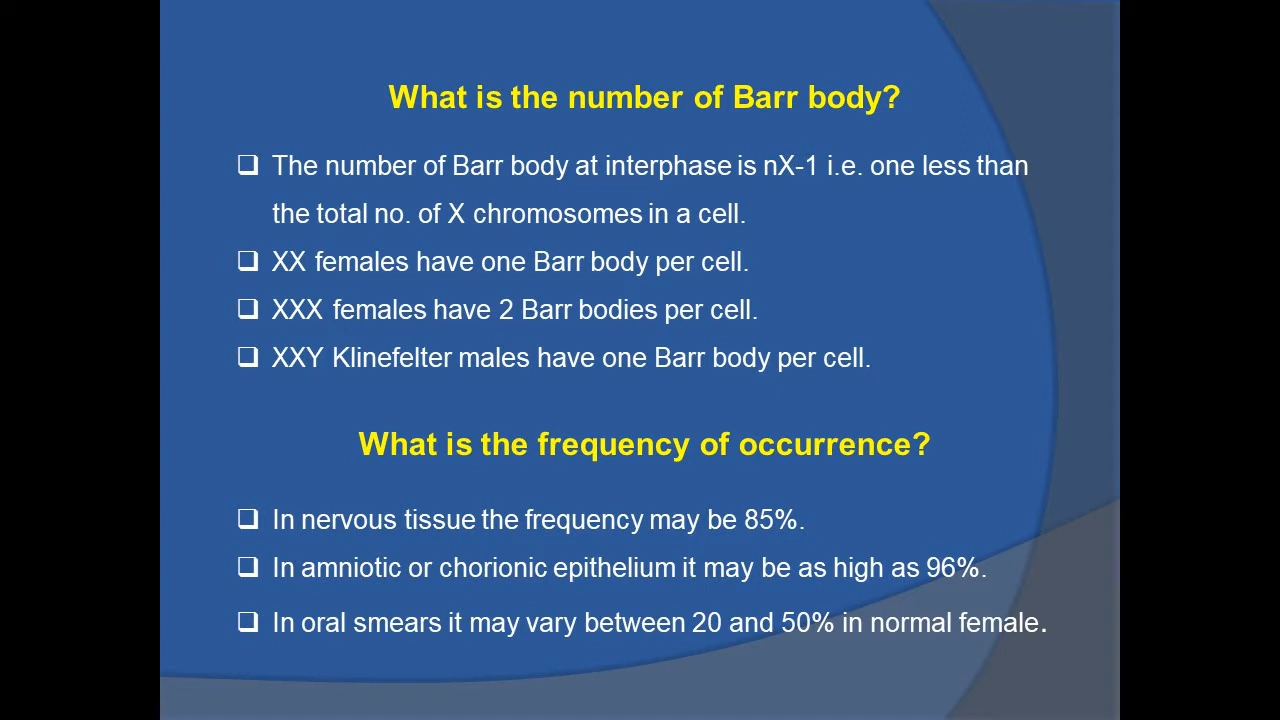 What is the number of Barr body?
❑ The number of Barr body at interphase is nX-1 i.e. one less than
the total no. of X chromosomes in a cell.
❑ XX females have one Barr body per cell.
❑ XXX females have 2 Barr bodies per cell.
❑ XXY Klinefelter males have one Barr body per cell.
What is the frequency of occurrence?
❑ In nervous tissue the frequency may be 85%.
❑ In amniotic or chorionic epithelium it may be as high as 96%.
❑ In oral smears it may vary between 20 and 50% in normal female.